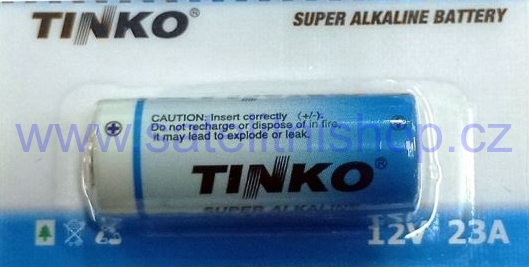 TINKO®
SUPER ALKALINE BATTERY
CAUTION: Insert correctly (+/-).
Do not recharge or dispose of in fire,
it may lead to explode or leak.
www.satelitnishop.cz
TINKO®
SUPER ALKALINE
12V 23A